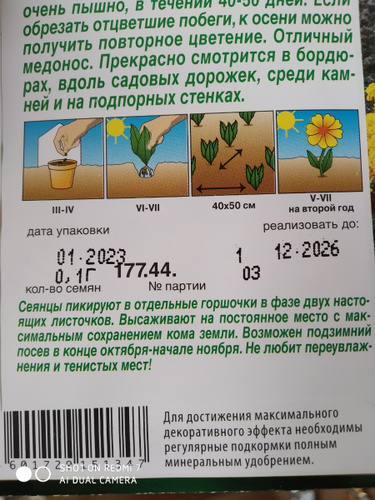 очень пышно, в течении 40-50 дней. Если
обрезать отцветшие побеги, к осени можно
получить повторное цветение. Отличный
медонос. Прекрасно смотрится в бордю-
рах, вдоль садовых дорожек, среди кам-
ней и на подпорных стенках.
III-IV
VI-VII
40x50 см
V-VII
на второй год
дата упаковки
реализовать до:
01·2023
177.44.
1
12·2026
0,1Г
03
кол-во семян
№ партии
Сеянцы пикируют в отдельные горшочки в фазе двух насто-
ящих листочков. Высаживают на постоянное место с мак-
симальным сохранением кома земли. Возможен подзимний
посев в конце октября-начале ноября. Не любит переувлаж-
нения и тенистых мест!
Для достижения максимального
декоративного эффекта необходимы
регулярные подкормки полным
минеральным удобрением.
SHOT ON REDMI 7
AI DUAL CAMERA